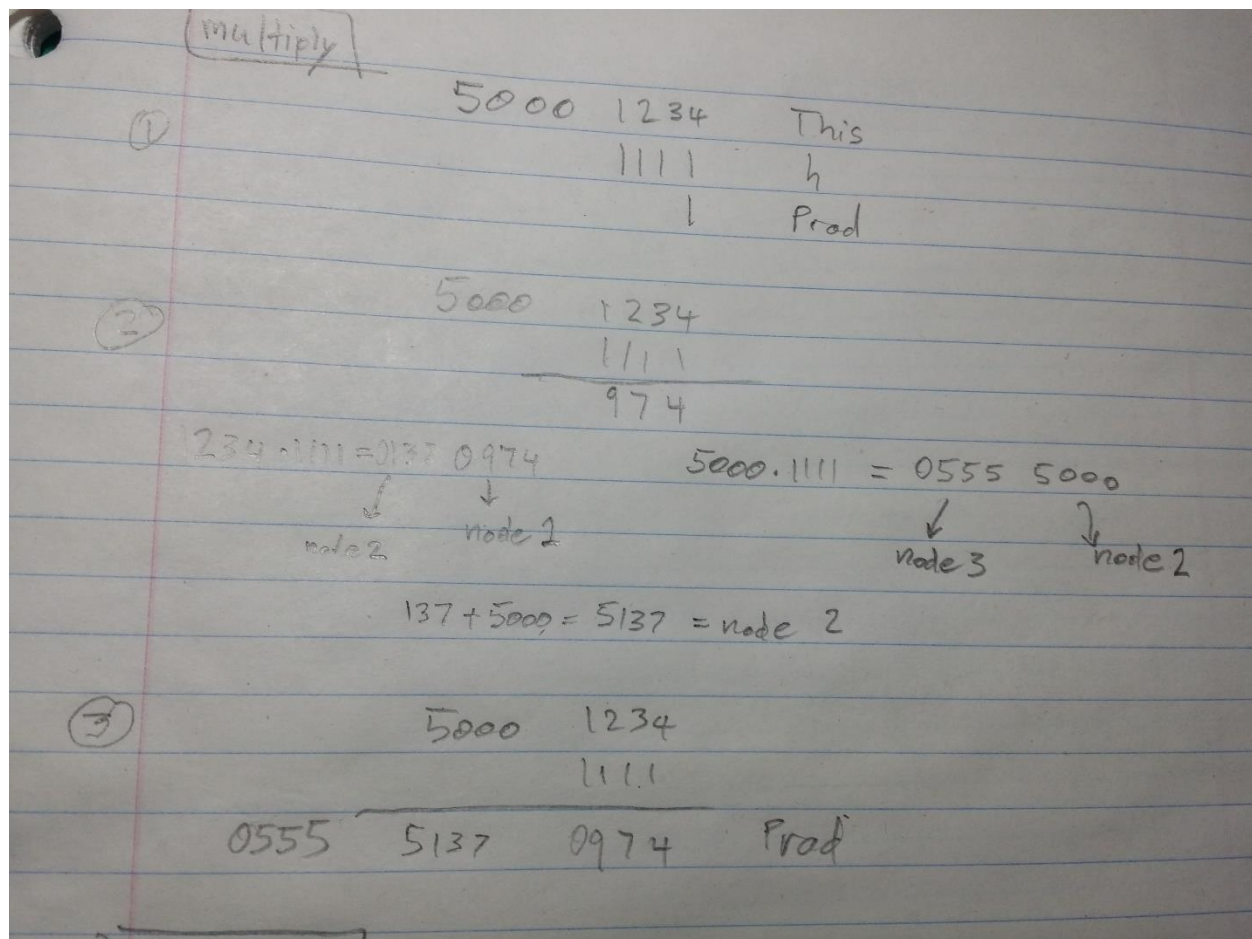 multiply
① 5000 1234 This
1111 h
1 Prod
② 5000 1234
1111
974
1234 · 1111 = 0137 0974 5000 · 1111 = 0555 5000
node 2 node 1 node 3 node 2
137 + 5000 = 5137 = node 2
③ 5000 1234
1111
0555 5137 0974 Prod